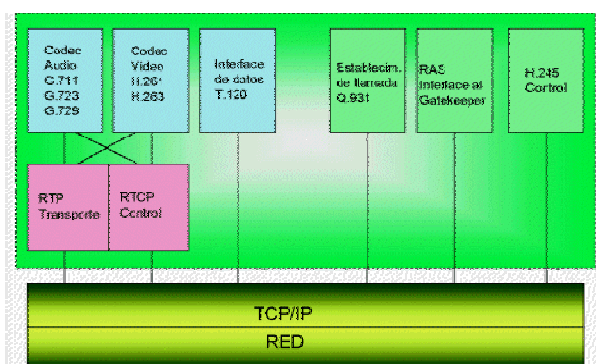 Codec
Audio
G.711
G.723
G.729
Codec
Video
H.261
H.263
Interface
de datos
T.120
Establecim.
de llamada
Q.931
RAS
Interface al
Gatekeeper
H.245
Control
RTP
Transporte
RTCP
Control
TCP/IP
RED